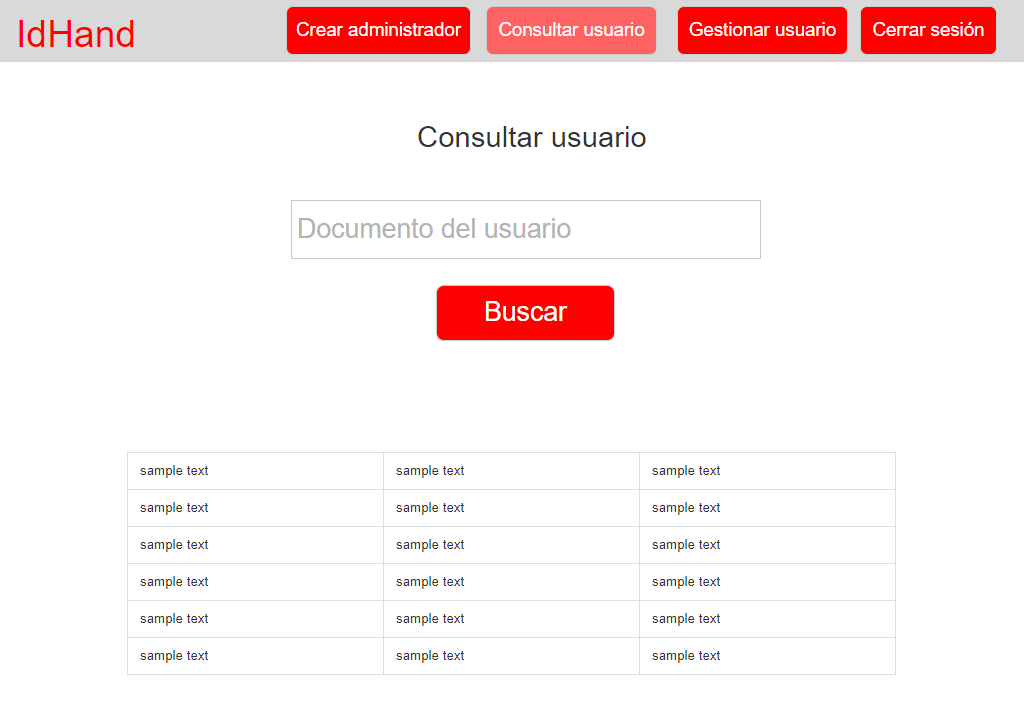 IdHand Crear administrador Consultar usuario Gestionar usuario Cerrar sesión
Consultar usuario
Documento del usuario
Buscar
sample text sample text sample text
sample text sample text sample text
sample text sample text sample text
sample text sample text sample text
sample text sample text sample text
sample text sample text sample text